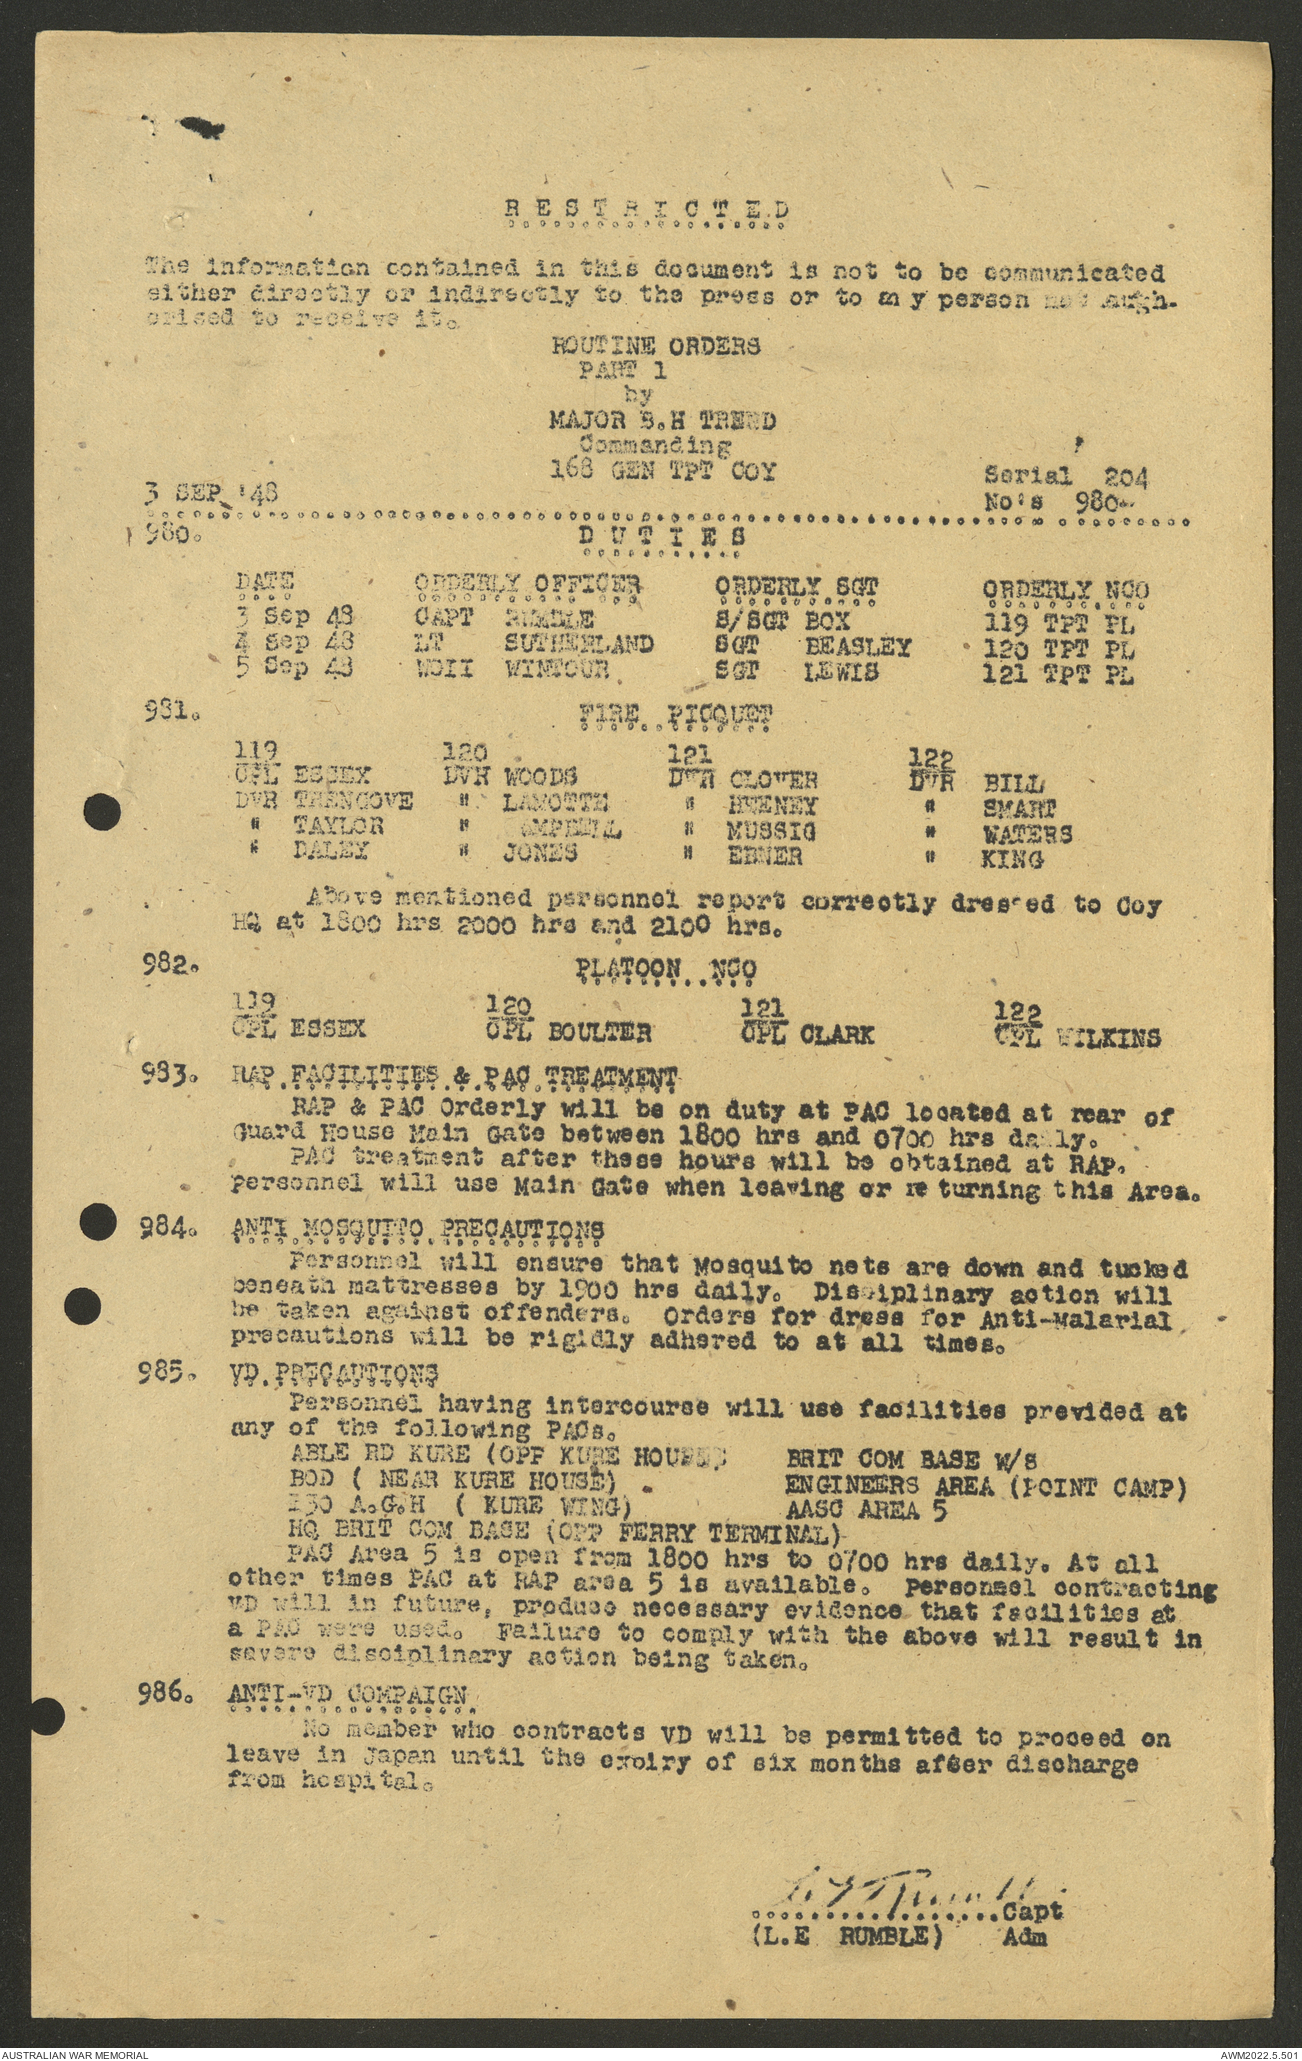 R E S T R I C T E D
The information contained in this document is not to be communicated
either directly or indirectly to the press or to any person not auth-
orised to receive it.
ROUTINE ORDERS
PART 1
by
MAJOR B.H TREND
Commanding
168 GEN TPT COY
Serial 204
3 SEP '48
No's 980-
980.
D U T I E S
DATE ORDERLY OFFICER ORDERLY SGT ORDERLY NCO
3 Sep 48 CAPT RUMBLE S/SGT BOX 119 TPT PL
4 Sep 48 LT SUTHERLAND SGT BEASLEY 120 TPT PL
5 Sep 48 WOII WINTOUR SGT LEWIS 121 TPT PL
981.
FIRE PICQUET
119 120 121 122
CPL ESSEX DVR WOODS DVR CLOVER DVR BILL
DVR TRENGOVE " LAMOTTE " HEENEY " SMART
" TAYLOR " AMPBELL " MUSSIG " WATERS
" DALEY " JONES " EBNER " KING
Above mentioned personnel report correctly dressed to Coy
HQ at 1800 hrs 2000 hrs and 2100 hrs.
982.
PLATOON NCO
119 120 121 122
CPL ESSEX CPL BOULTER CPL CLARK CPL WILKINS
983. RAP FACILITIES & PAC TREATMENT
RAP & PAC Orderly will be on duty at PAC located at rear of
Guard House Main Gate between 1800 hrs and 0700 hrs daily.
PAC treatment after these hours will be obtained at RAP.
Personnel will use Main Gate when leaving or re turning this Area.
984. ANTI MOSQUITO PRECAUTIONS
Personnel will ensure that Mosquito nets are down and tucked
beneath mattresses by 1900 hrs daily. Disciplinary action will
be taken against offenders. Orders for dress for Anti-Malarial
precautions will be rigidly adhered to at all times.
985. VD PRECAUTIONS
Personnel having intercourse will use facilities previded at
any of the following PACs.
ABLE RD KURE (OPP KURE HOUSE) BRIT COM BASE W/S
BOD ( NEAR KURE HOUSE) ENGINEERS AREA (POINT CAMP)
130 A.G.H ( KURE WING) AASC AREA 5
HQ BRIT COM BASE (OPP FERRY TERMINAL)
PAC Area 5 is open from 1800 hrs to 0700 hrs daily. At all
other times PAC at RAP area 5 is available. Personnel contracting
VD will in future, produce necessary evidence that facilities at
a PAC were used. Failure to comply with the above will result in
severe disciplinary action being taken.
986. ANTI-VD COMPAIGN
No member who contracts VD will be permitted to proceed on
leave in Japan until the expiry of six months after discharge
from hospital.
Capt
(L.E RUMBLE) Adm
AUSTRALIAN WAR MEMORIAL
AWM2022.5.501